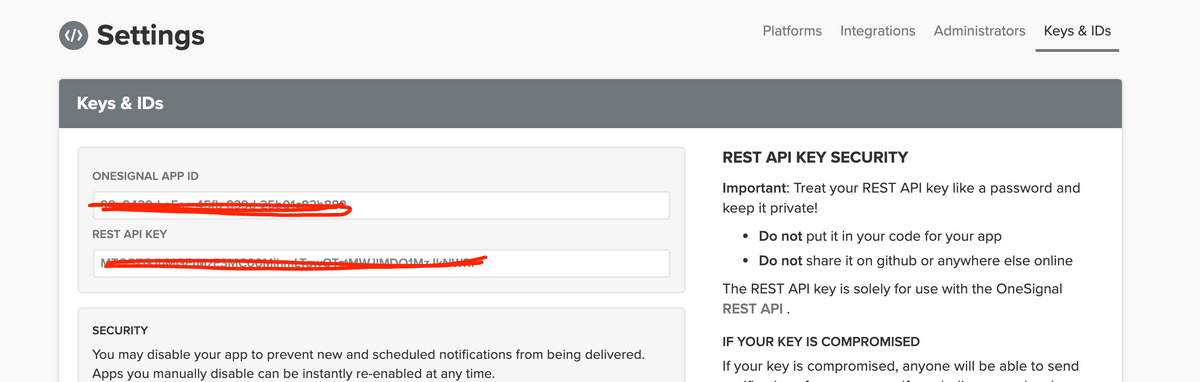 Settings
Platforms Integrations Administrators Keys & IDs
Keys & IDs
ONESIGNAL APP ID
REST API KEY
SECURITY
You may disable your app to prevent new and scheduled notifications from being delivered.
Apps you manually disable can be instantly re-enabled at any time.
REST API KEY SECURITY
Important: Treat your REST API key like a password and
keep it private!
• Do not put it in your code for your app
• Do not share it on github or anywhere else online
The REST API key is solely for use with the OneSignal
REST API .
IF YOUR KEY IS COMPROMISED
If your key is compromised, anyone will be able to send